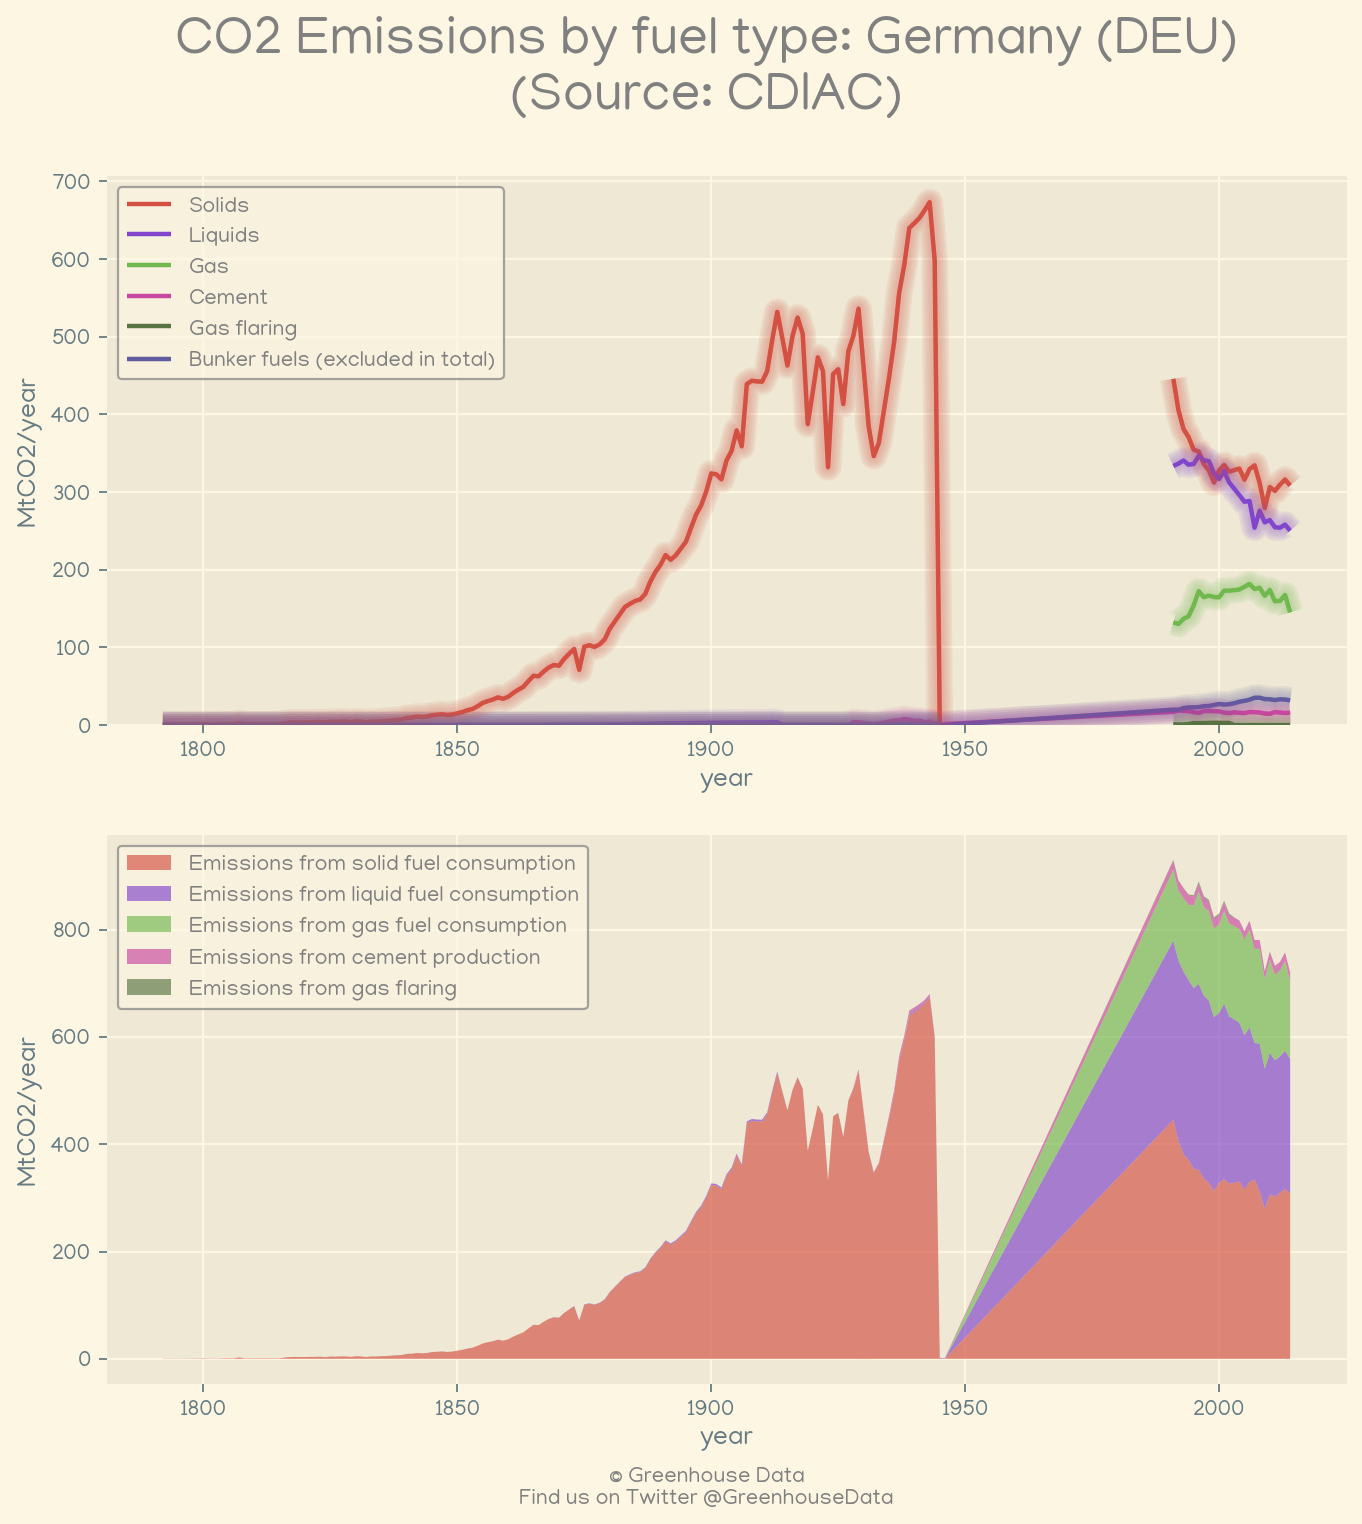 CO2 Emissions by fuel type: Germany (DEU)
(Source: CDIAC)
700
600
500
400
300
200
100
0
MtCO2/year
Solids
Liquids
Gas
Cement
Gas flaring
Bunker fuels (excluded in total)
1800
1850
1900
1950
2000
year
800
600
400
200
0
MtCO2/year
Emissions from solid fuel consumption
Emissions from liquid fuel consumption
Emissions from gas fuel consumption
Emissions from cement production
Emissions from gas flaring
1800
1850
1900
1950
2000
year
© Greenhouse Data
Find us on Twitter @GreenhouseData